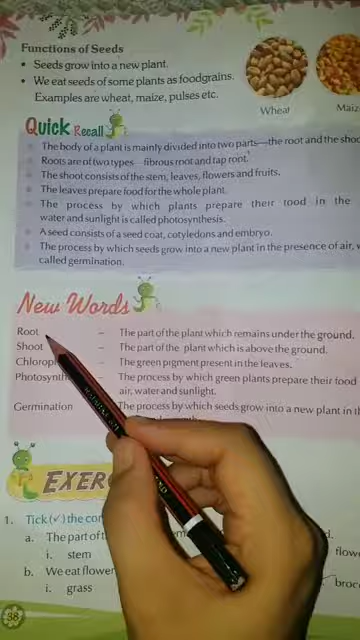 Functions of Seeds
• Seeds grow into a new plant.
• We eat seeds of some plants as foodgrains.
Examples are wheat, maize, pulses etc.
Wheat
Maiz
Quick Recall
The body of a plant is mainly divided into two parts—the root and the shoo
Roots are of two types fibrous root and tap root.
The shoot consists of the stem, leaves, flowers and fruits.
The leaves prepare food for the whole plant.
The process by which plants prepare their food in the
water and sunlight is called photosynthesis.
A seed consists of a seed coat, cotyledons and embryo.
The process by which seeds grow into a new plant in the presence of air, w
called germination.
New Words
Root – The part of the plant which remains under the ground.
Shoot – The part of the plant which is above the ground.
Chlorop – The green pigment present in the leaves.
Photosynth – The process by which green plants prepare their food
air, water and sunlight.
Germination The process by which seeds grow into a new plant in th
EXER
1. Tick (✓) the cor
a. The part of t
i. stem flow
b. We eat flower
i. grass broc
38